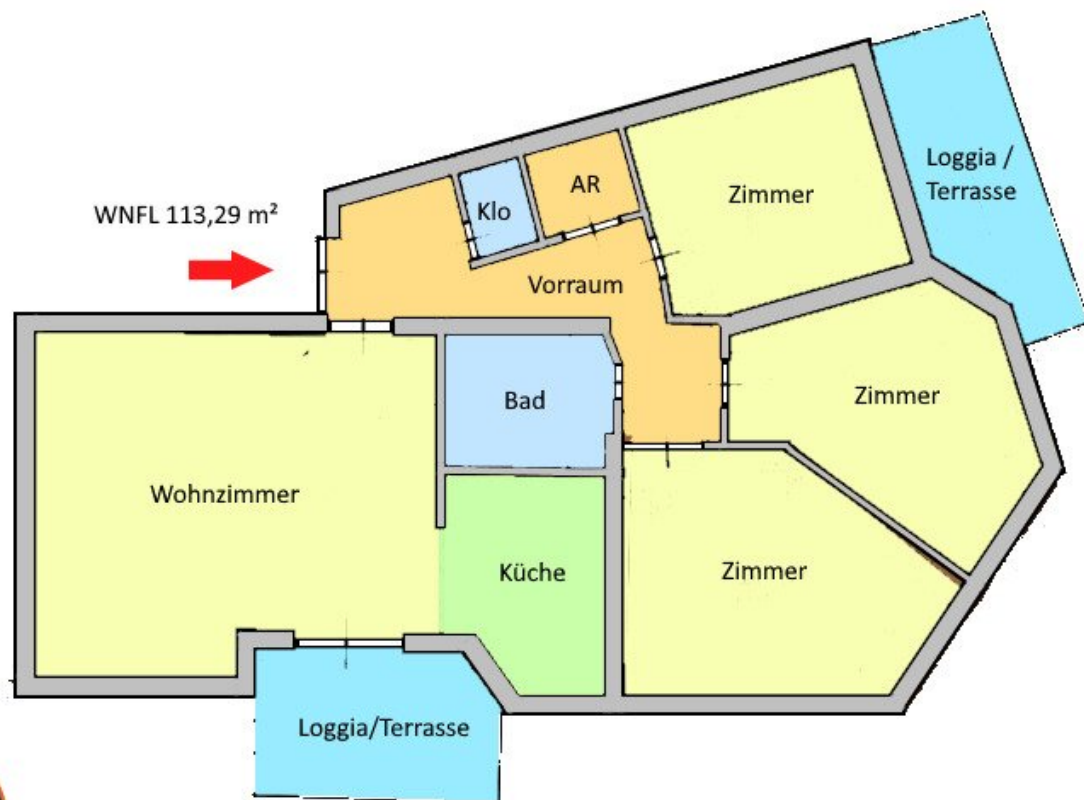 WNFL 113,29 m²
Klo
AR
Zimmer
Loggia /
Terrasse
Vorraum
Bad
Zimmer
Wohnzimmer
Küche
Zimmer
Loggia/Terrasse